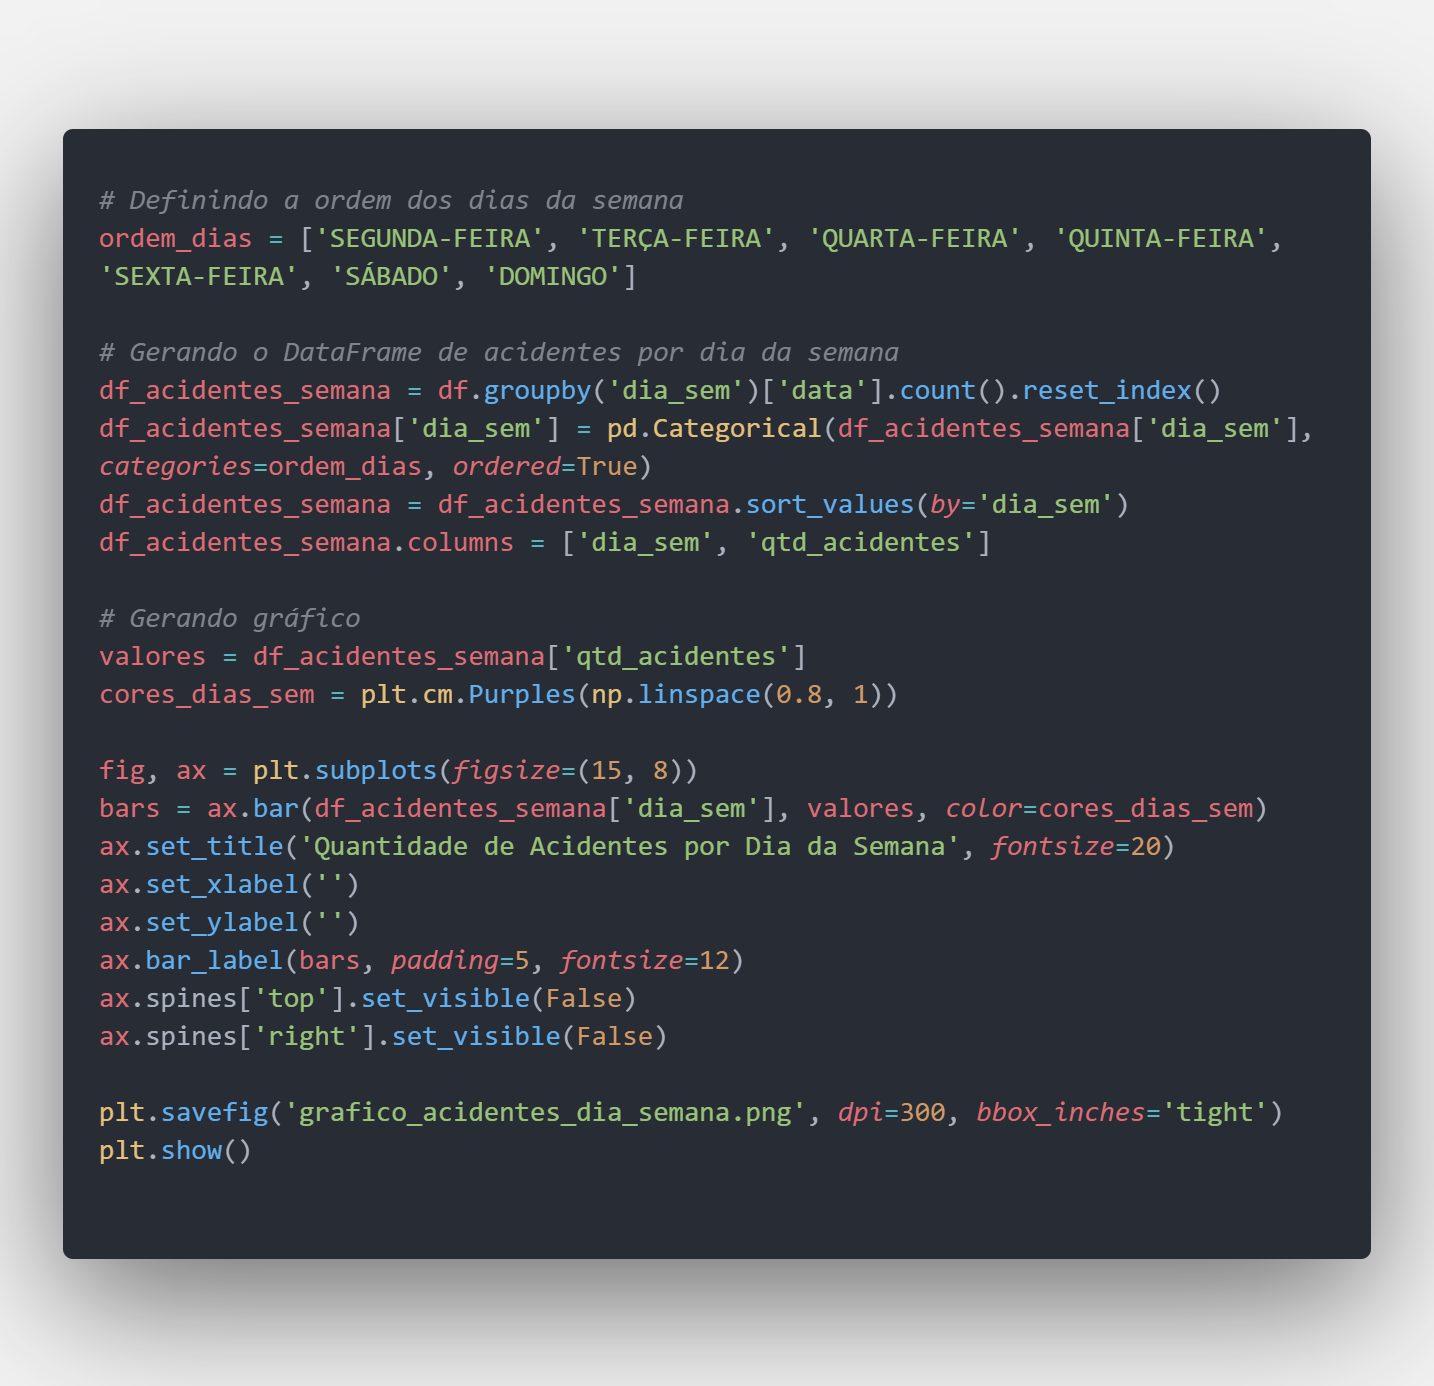 # Definindo a ordem dos dias da semana
ordem_dias = ['SEGUNDA-FEIRA', 'TERÇA-FEIRA', 'QUARTA-FEIRA', 'QUINTA-FEIRA',
'SEXTA-FEIRA', 'SÁBADO', 'DOMINGO']
# Gerando o DataFrame de acidentes por dia da semana
df_acidentes_semana = df.groupby('dia_sem')['data'].count().reset_index()
df_acidentes_semana['dia_sem'] = pd.Categorical(df_acidentes_semana['dia_sem'],
categories=ordem_dias, ordered=True)
df_acidentes_semana = df_acidentes_semana.sort_values(by='dia_sem')
df_acidentes_semana.columns = ['dia_sem', 'qtd_acidentes']
# Gerando gráfico
valores = df_acidentes_semana['qtd_acidentes']
cores_dias_sem = plt.cm.Purples(np.linspace(0.8, 1))
fig, ax = plt.subplots(figsize=(15, 8))
bars = ax.bar(df_acidentes_semana['dia_sem'], valores, color=cores_dias_sem)
ax.set_title('Quantidade de Acidentes por Dia da Semana', fontsize=20)
ax.set_xlabel('')
ax.set_ylabel('')
ax.bar_label(bars, padding=5, fontsize=12)
ax.spines['top'].set_visible(False)
ax.spines['right'].set_visible(False)
plt.savefig('grafico_acidentes_dia_semana.png', dpi=300, bbox_inches='tight')
plt.show()